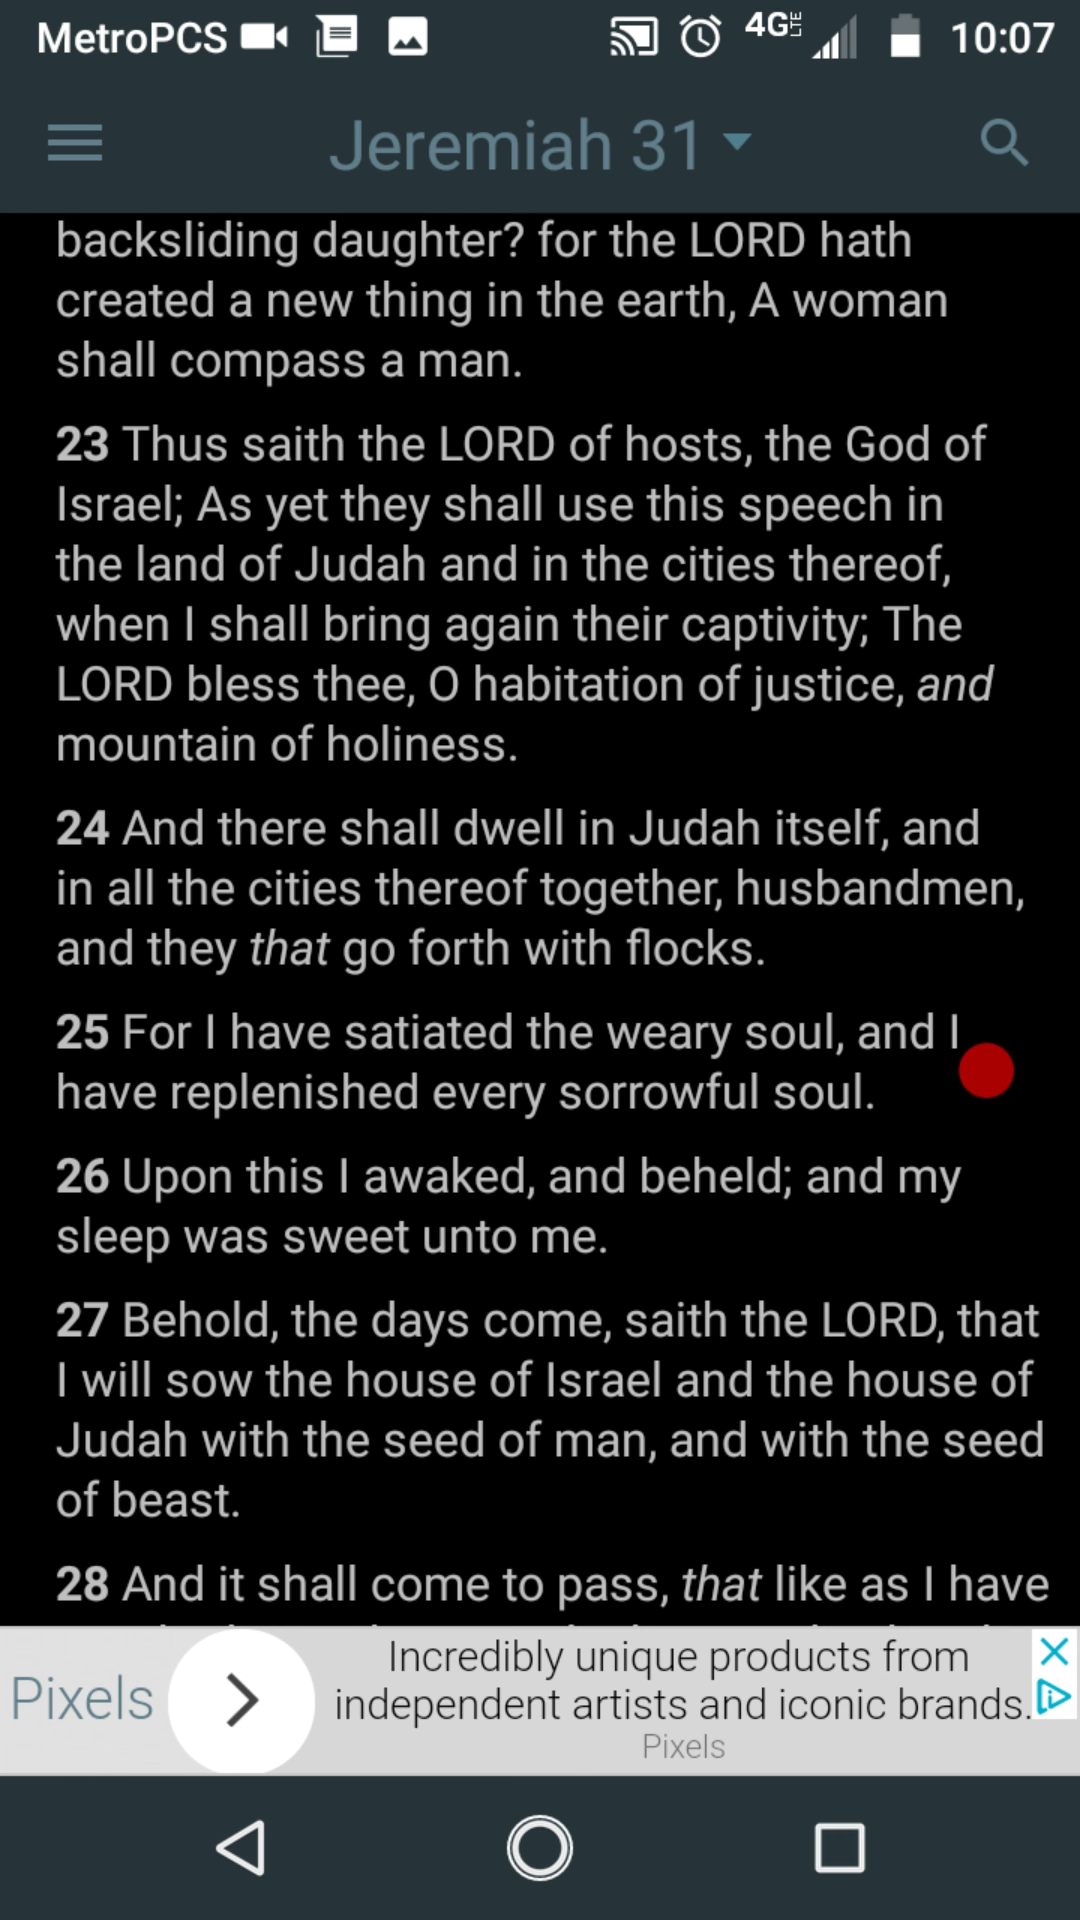 MetroPCS 4G LTE 10:07
Jeremiah 31
backsliding daughter? for the LORD hath
created a new thing in the earth, A woman
shall compass a man.
23 Thus saith the LORD of hosts, the God of
Israel; As yet they shall use this speech in
the land of Judah and in the cities thereof,
when I shall bring again their captivity; The
LORD bless thee, O habitation of justice, and
mountain of holiness.
24 And there shall dwell in Judah itself, and
in all the cities thereof together, husbandmen,
and they that go forth with flocks.
25 For I have satiated the weary soul, and I
have replenished every sorrowful soul.
26 Upon this I awaked, and beheld; and my
sleep was sweet unto me.
27 Behold, the days come, saith the LORD, that
I will sow the house of Israel and the house of
Judah with the seed of man, and with the seed
of beast.
28 And it shall come to pass, that like as I have
Pixels
Incredibly unique products from
independent artists and iconic brands.
Pixels